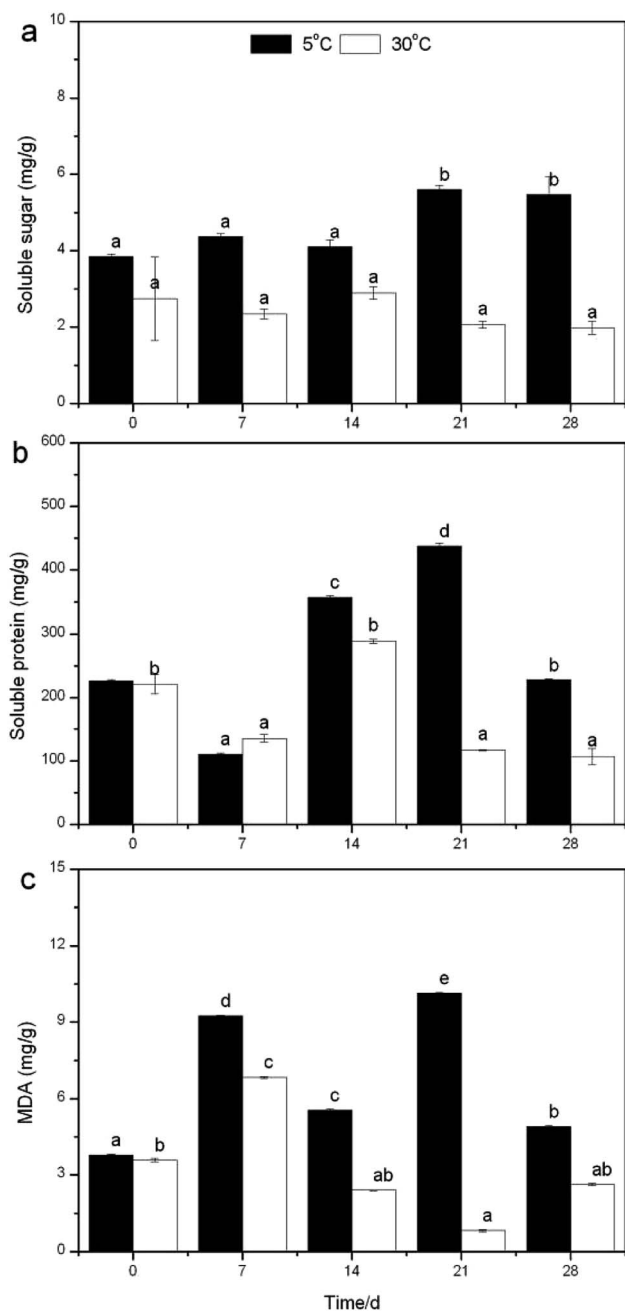 a
5°C 30°C
10
8
6
4
2
0
Soluble sugar (mg/g)
a a a a a a b a b a
0 7 14 21 28
b
600
500
400
300
200
100
0
Soluble protein (mg/g)
b a a c b d a b a
0 7 14 21 28
c
15
12
9
6
3
0
MDA (mg/g)
a b d c c ab e a b ab
0 7 14 21 28
Time/d